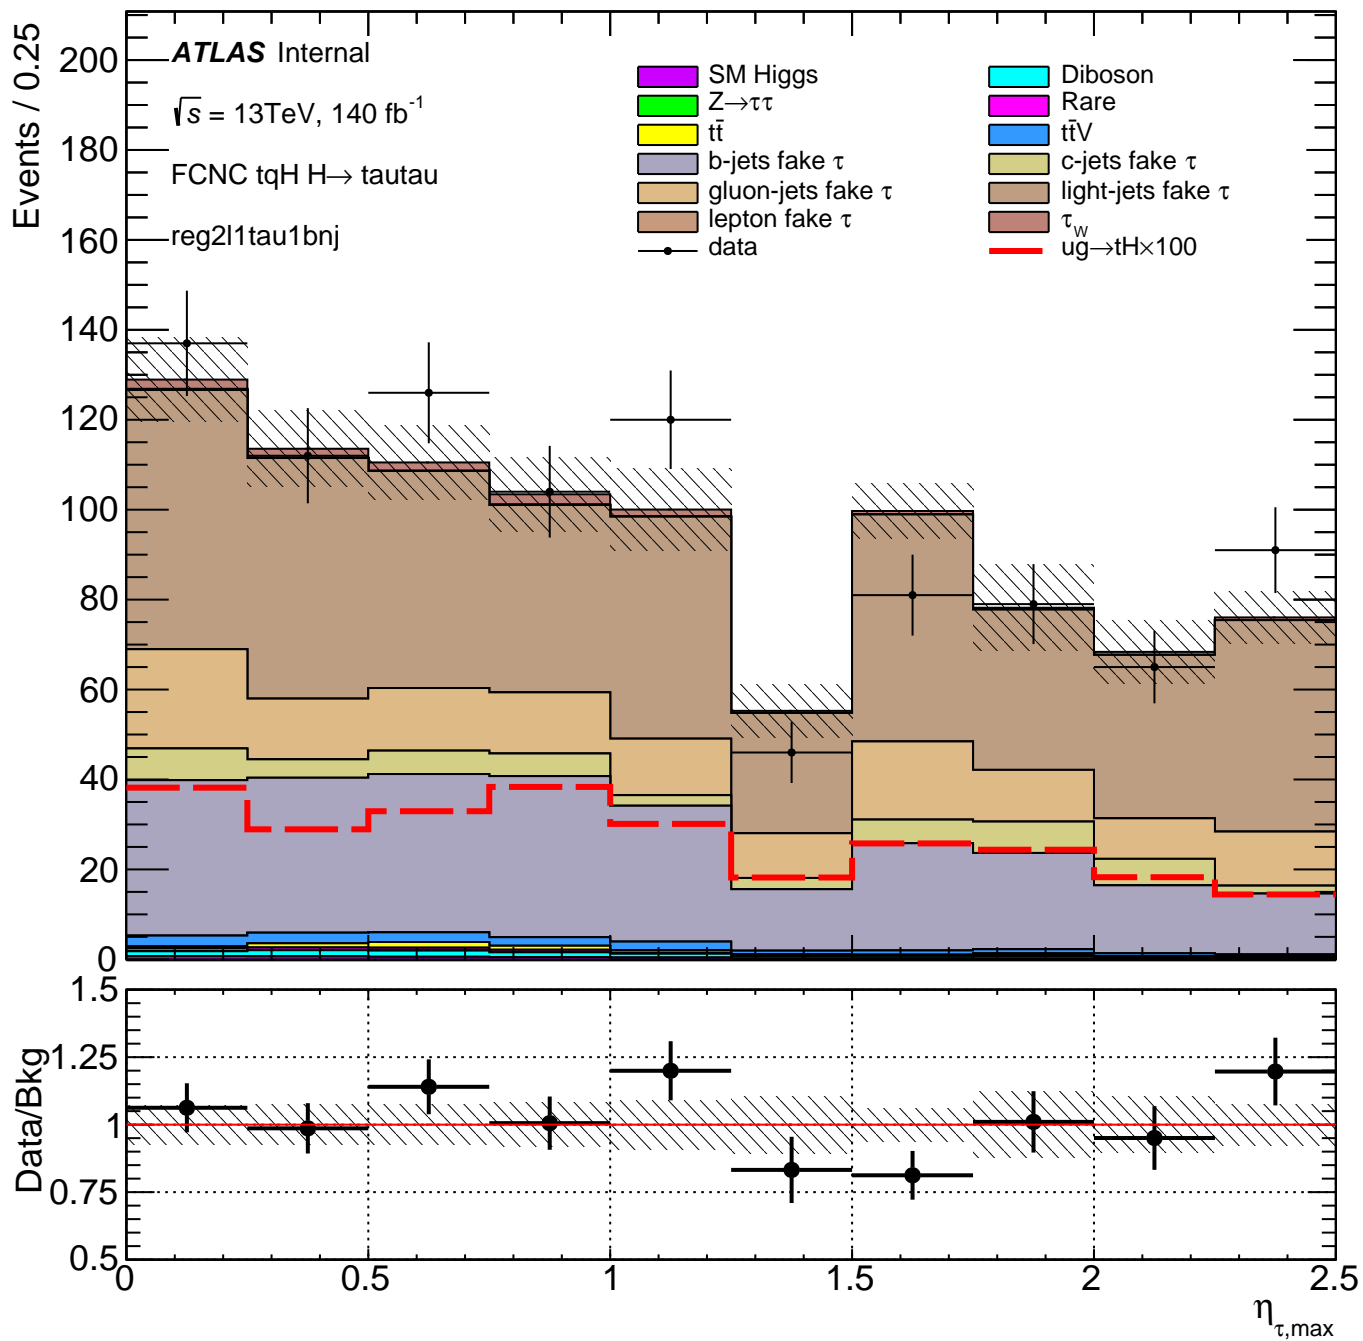 ATLAS Internal
√s = 13TeV, 140 fb⁻¹
FCNC tqH H→ tautau
reg2l1tau1bnj
SM Higgs
Diboson
Z→ττ
Rare
tt̄
tt̄V
b-jets fake τ
c-jets fake τ
gluon-jets fake τ
light-jets fake τ
lepton fake τ
τ_W
data
ug→tH×100
Events / 0.25
200
180
160
140
120
100
80
60
40
20
0
Data/Bkg
1.5
1.25
1
0.75
0.5
0 0.5 1 1.5 2 2.5
η_τ,max